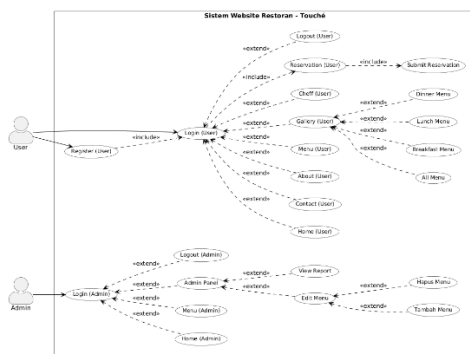 Sistem Website Restoran - Touché
Logout (User)
«extend»
Reservation (User)
«include»
Submit Reservation
«extend»
«include»
Cheff (User)
«extend»
Dinner Menu
«extend»
User
Login (User)
«extend»
Gallery (User)
«extend»
Lunch Menu
Register (User)
«include»
«extend»
Menu (User)
«extend»
Breakfast Menu
«extend»
«extend»
About (User)
All Menu
«extend»
Contact (User)
«extend»
Home (User)
Logout (Admin)
«extend»
View Report
«extend»
Admin
Login (Admin)
«extend»
Admin Panel
«extend»
Hapus Menu
«extend»
Edit Menu
«extend»
Menu (Admin)
«extend»
Tambah Menu
«extend»
Home (Admin)